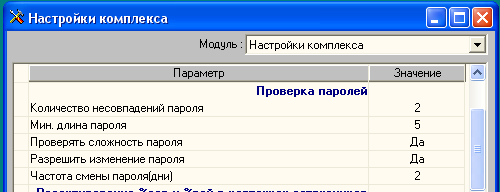 Настройки комплекса
Модуль : Настройки комплекса
Параметр Значение
Проверка паролей
Количество несовпадений пароля 2
Мин. длина пароля 5
Проверять сложность пароля Да
Разрешить изменение пароля Да
Частота смены пароля(дни) 2